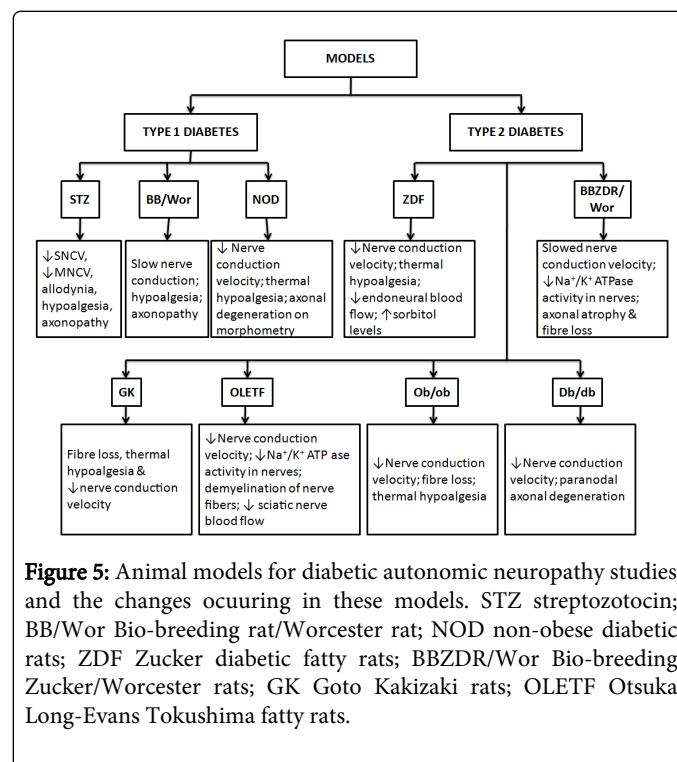 MODELS
TYPE 1 DIABETES
TYPE 2 DIABETES
STZ
BB/Wor
NOD
ZDF
BBZDR/
Wor
↓SNCV,
↓MNCV,
allodynia,
hypoalgesia,
axonopathy
Slow nerve
conduction;
hypoalgesia;
axonopathy
↓ Nerve
conduction
velocity; thermal
hypoalgesia; axonal
degeneration on
morphometry
↓Nerve conduction
velocity; thermal
hypoalgesia;
↓endoneural blood
flow; ↑ sorbitol
levels
Slowed nerve
conduction velocity;
↓Na⁺/K⁺ ATPase
activity in nerves;
axonal atrophy &
fibre loss
GK
OLETF
Ob/ob
Db/db
Fibre loss, thermal
hypoalgesia &
↓nerve conduction
velocity
↓Nerve conduction
velocity; ↓Na⁺/K⁺ ATP ase
activity in nerves;
demyelination of nerve
fibers; ↓ sciatic nerve
blood flow
↓Nerve conduction
velocity; fibre loss;
thermal hypoalgesia
↓Nerve conduction
velocity; paranodal
axonal degeneration
Figure 5: Animal models for diabetic autonomic neuropathy studies
and the changes ocuuring in these models. STZ streptozotocin;
BB/Wor Bio-breeding rat/Worcester rat; NOD non-obese diabetic
rats; ZDF Zucker diabetic fatty rats; BBZDR/Wor Bio-breeding
Zucker/Worcester rats; GK Goto Kakizaki rats; OLETF Otsuka
Long-Evans Tokushima fatty rats.